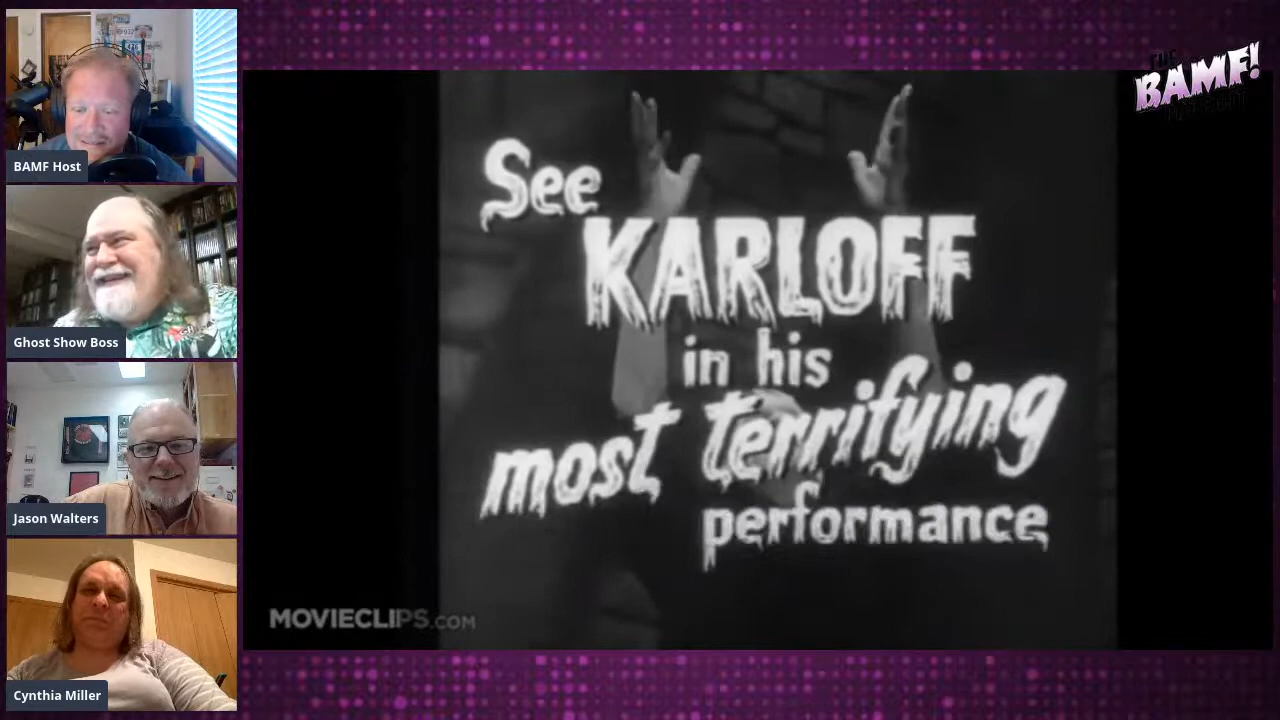 BAMF Host
Ghost Show Boss
Jason Walters
Cynthia Miller
See
KARLOFF
in his
most terrifying
performance
MOVIECLIPS.COM
THE
BAMF!